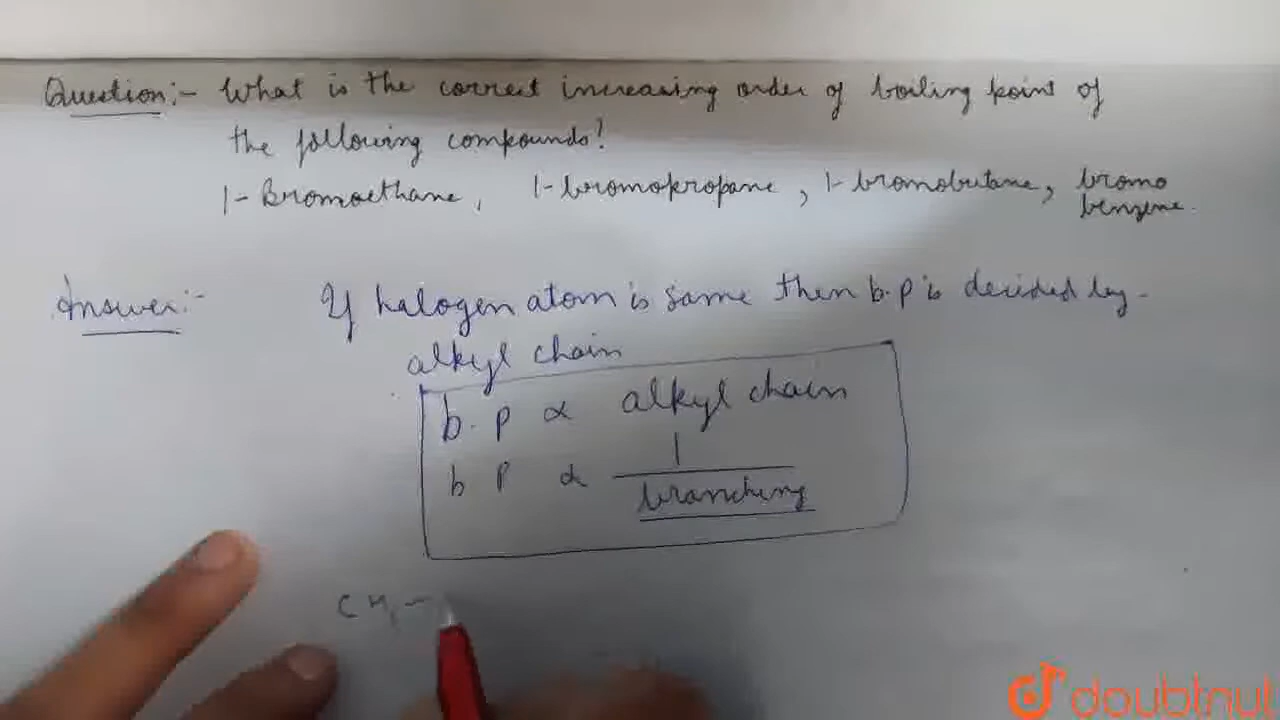 Question:- What is the correct increasing order of boiling point of
the following compounds?
1-Bromoethane, 1-bromopropane, 1-bromobutane, bromo
benzene.
Answer:- If halogen atom is same then b.p is decided by
alkyl chain
b.p ∝ alkyl chain
b p ∝ 1
branching
CH3 –
doubtnut